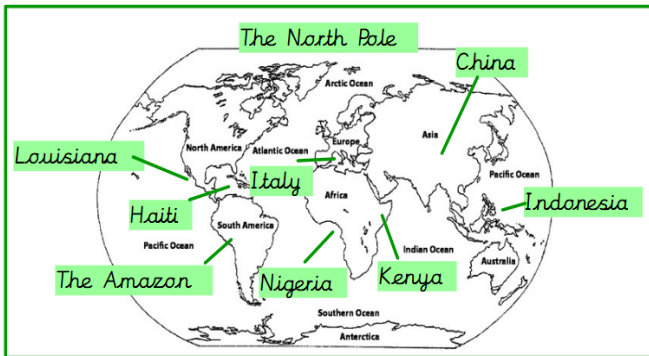 The North Pole
China
Arctic Ocean
North America
Atlantic Ocean
Europe
Asia
Louisiana
Italy
Pacific Ocean
Haiti
Africa
Indonesia
South America
Pacific Ocean
Indian Ocean
Australia
The Amazon
Nigeria
Kenya
Southern Ocean
Antertica